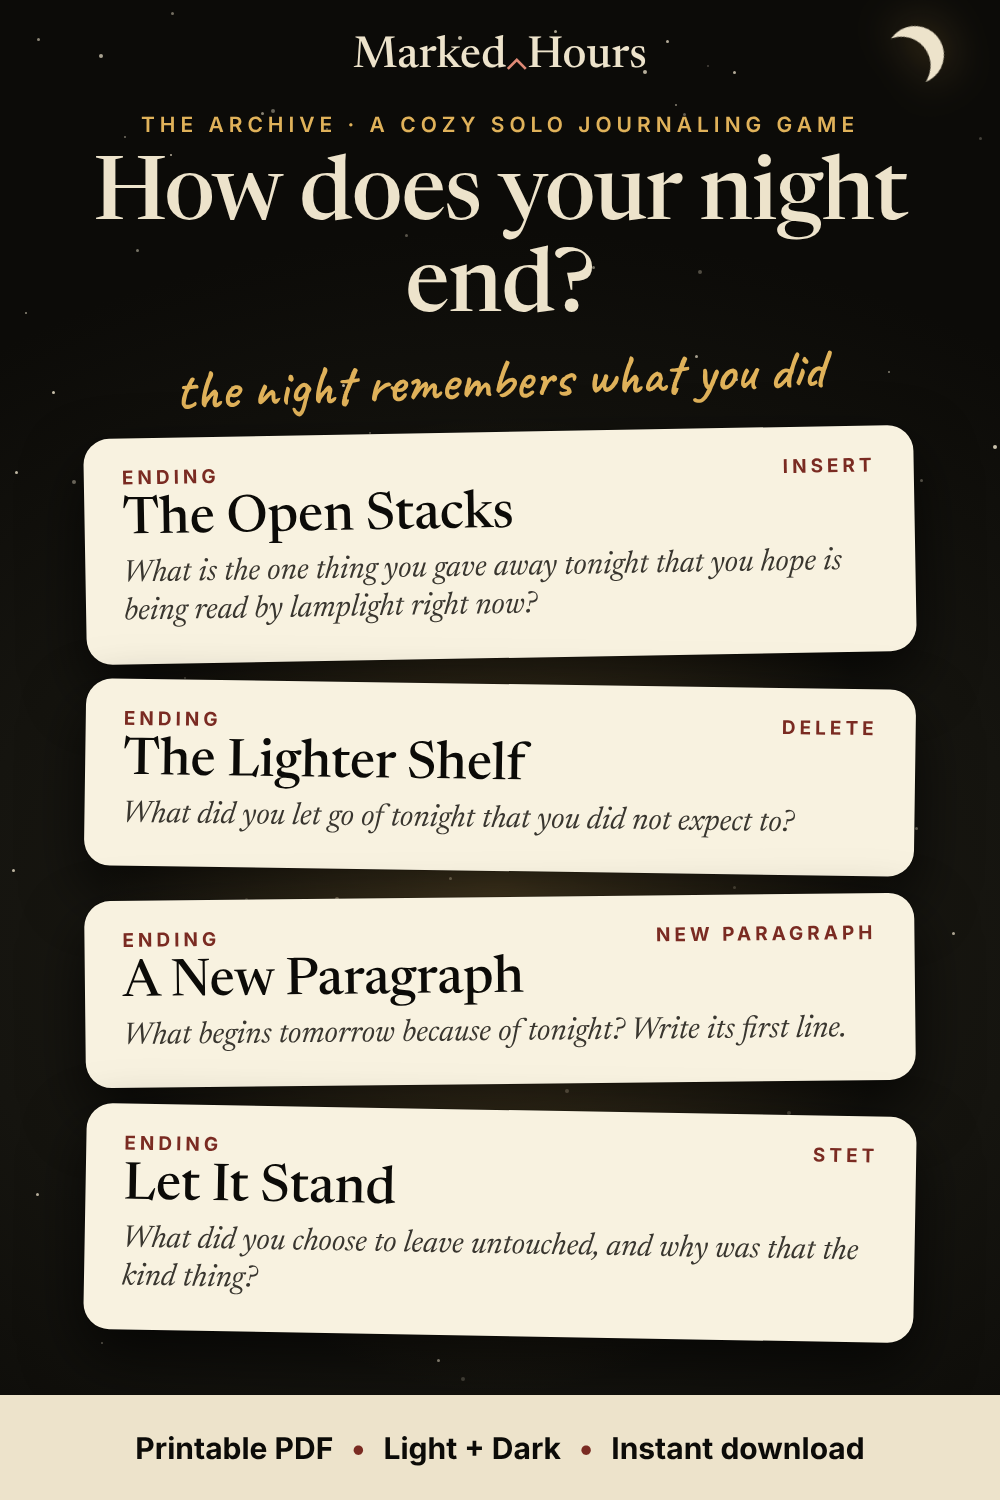 Marked‸Hours
THE ARCHIVE · A COZY SOLO JOURNALING GAME
How does your night
end?
the night remembers what you did
ENDING
INSERT
The Open Stacks
What is the one thing you gave away tonight that you hope is
being read by lamplight right now?
ENDING
DELETE
The Lighter Shelf
What did you let go of tonight that you did not expect to?
ENDING
NEW PARAGRAPH
A New Paragraph
What begins tomorrow because of tonight? Write its first line.
ENDING
STET
Let It Stand
What did you choose to leave untouched, and why was that the
kind thing?
Printable PDF • Light + Dark • Instant download